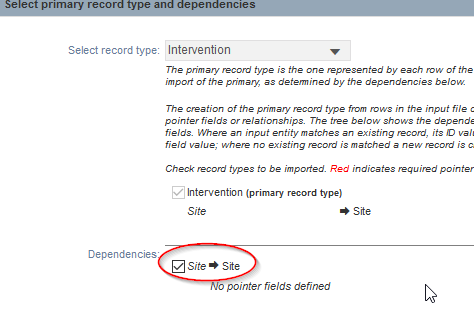 Select primary record type and dependencies
Select record type: Intervention
The primary record type is the one represented by each row of the
import of the primary, as determined by the dependencies below.
The creation of the primary record type from rows in the input file c
pointer fields or relationships. The tree below shows the depende
fields. Where an input entity matches an existing record, its ID valu
field value; where no existing record is matched a new record is c
Check record types to be imported. Red indicates required pointer
Intervention (primary record type)
Site ➡ Site
Dependencies:
Site ➡ Site
No pointer fields defined